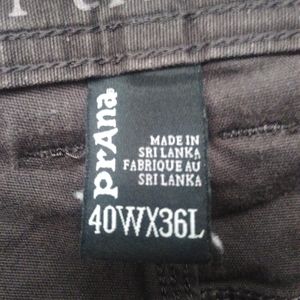 prAna
MADE IN
SRI LANKA
FABRIQUE AU
SRI LANKA
40WX36L